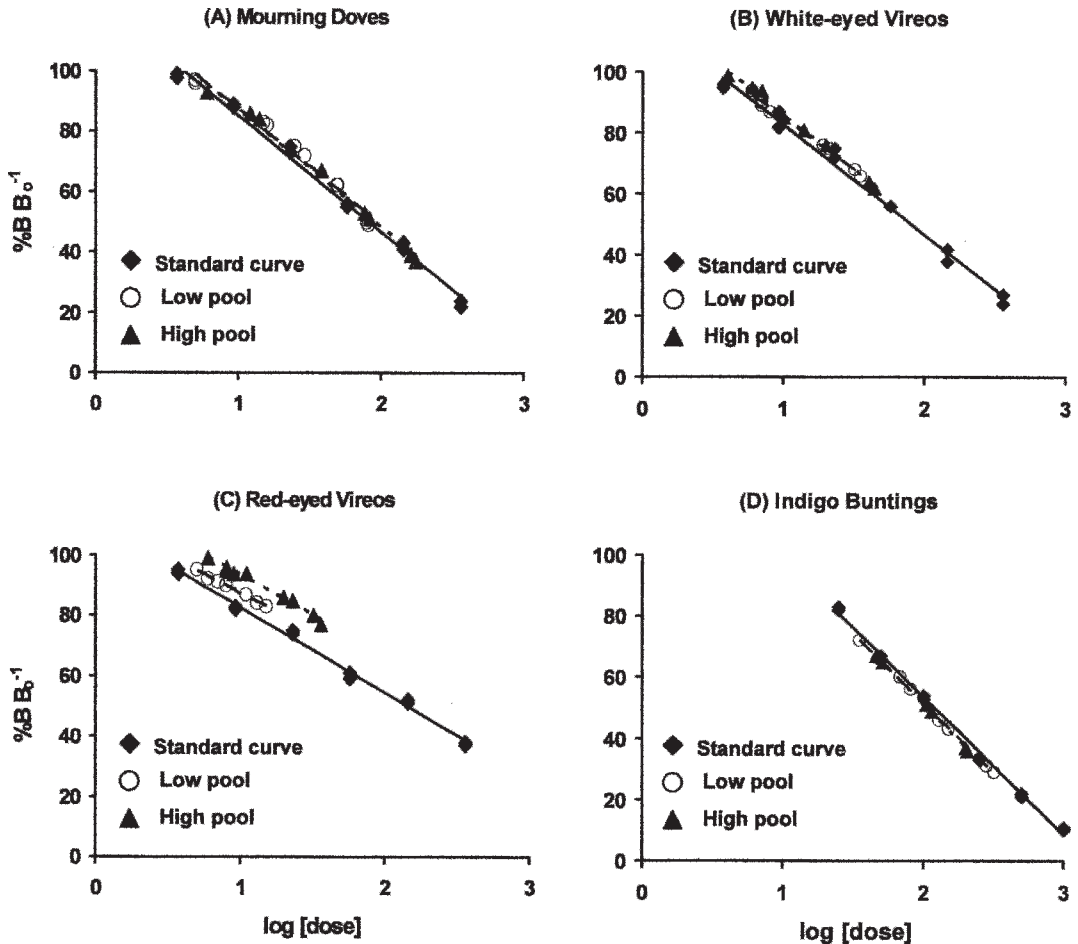 (A) Mourning Doves
100
80
60
40
20
0
%B B₀⁻¹
Standard curve
Low pool
High pool
0 1 2 3
(B) White-eyed Vireos
100
80
60
40
20
0
Standard curve
Low pool
High pool
0 1 2 3
(C) Red-eyed Vireos
100
80
60
40
20
0
%B B₀⁻¹
Standard curve
Low pool
High pool
0 1 2 3
log [dose]
(D) Indigo Buntings
100
80
60
40
20
0
Standard curve
Low pool
High pool
0 1 2 3
log [dose]